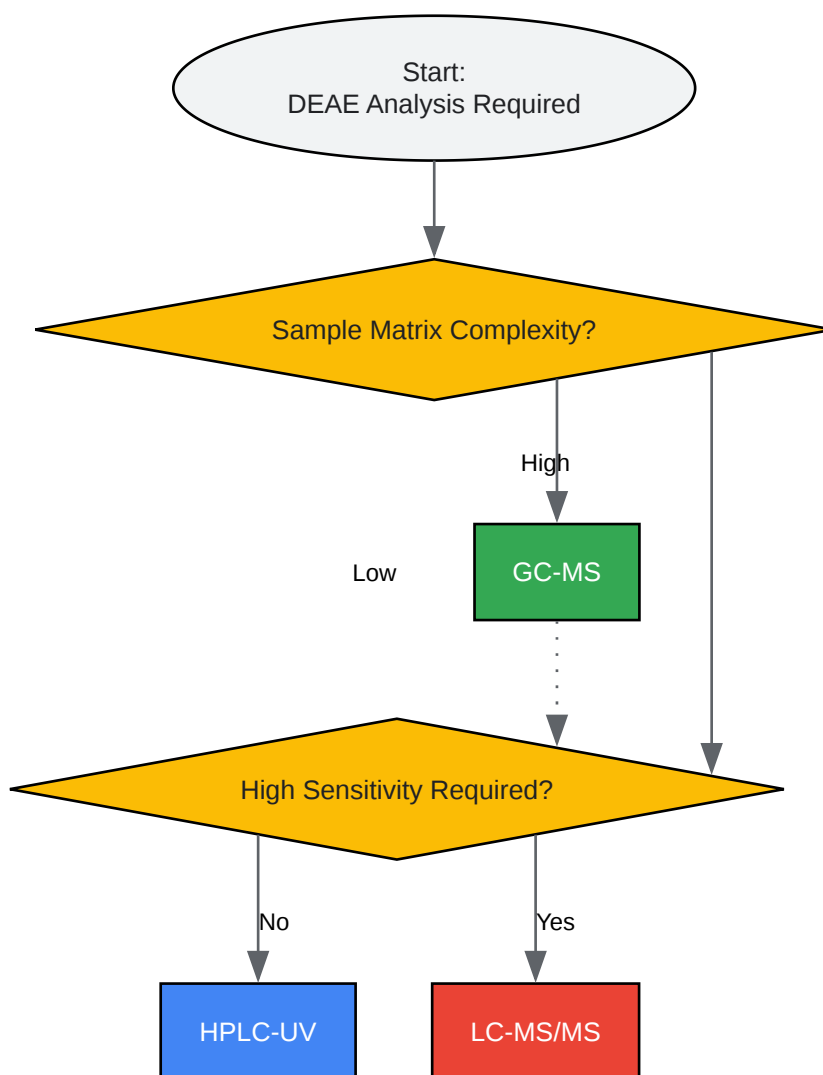 Start:
DEAE Analysis Required
Sample Matrix Complexity?
High
Low
GC-MS
High Sensitivity Required?
No
Yes
HPLC-UV
LC-MS/MS